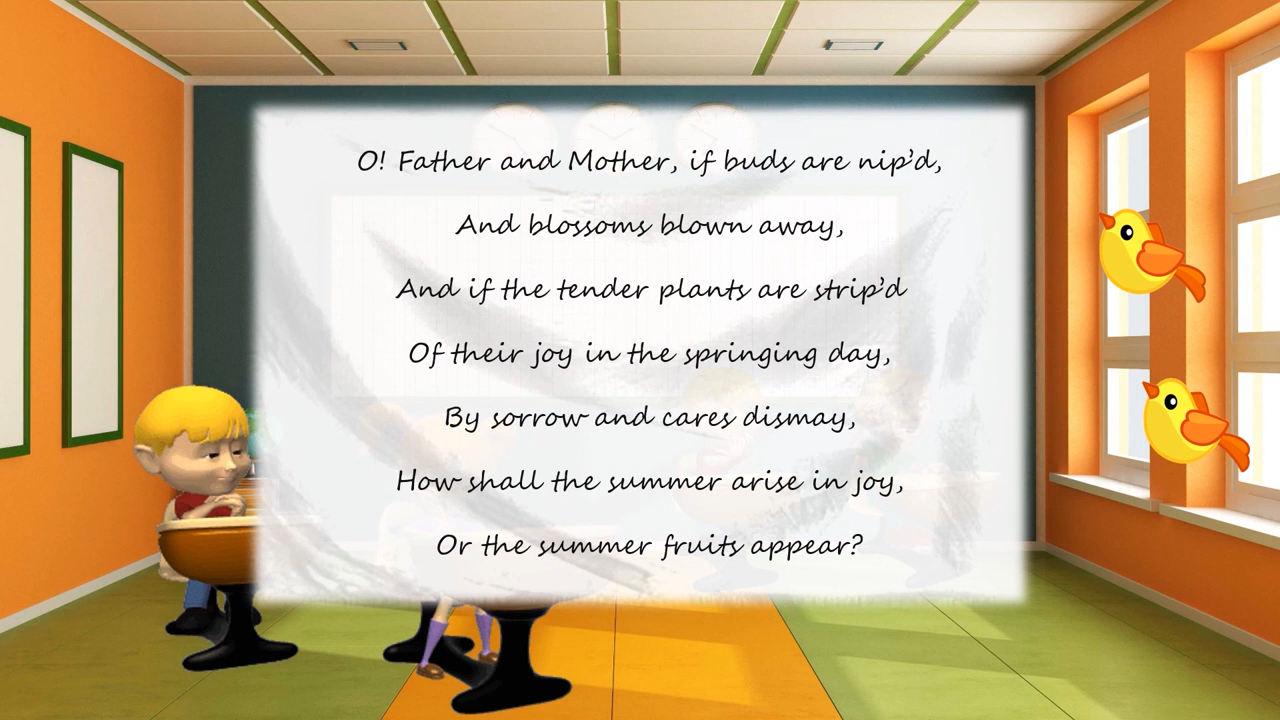 O! Father and Mother, if buds are nip'd,
And blossoms blown away,
And if the tender plants are strip'd
Of their joy in the springing day,
By sorrow and cares dismay,
How shall the summer arise in joy,
Or the summer fruits appear?